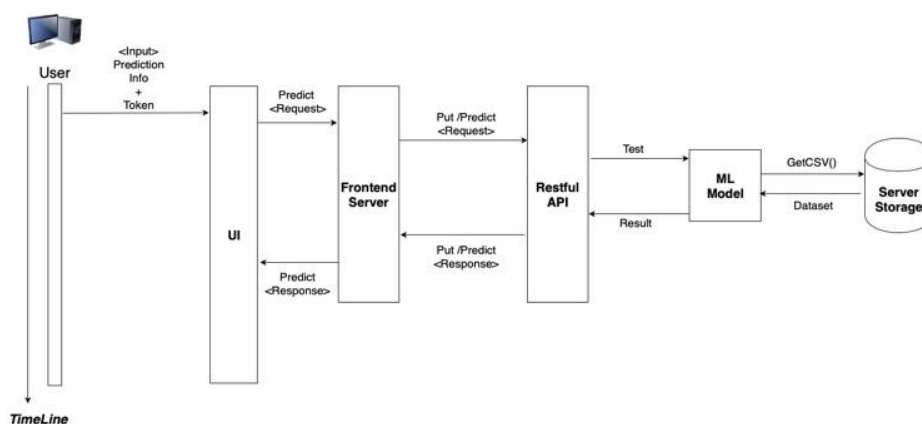 User
<Input>
Prediction
Info
+
Token
Predict
<Request>
Put /Predict
<Request>
Test
GetCSV()
UI
Frontend
Server
Restful
API
ML
Model
Server
Storage
Dataset
Result
Put /Predict
<Response>
Predict
<Response>
TimeLine